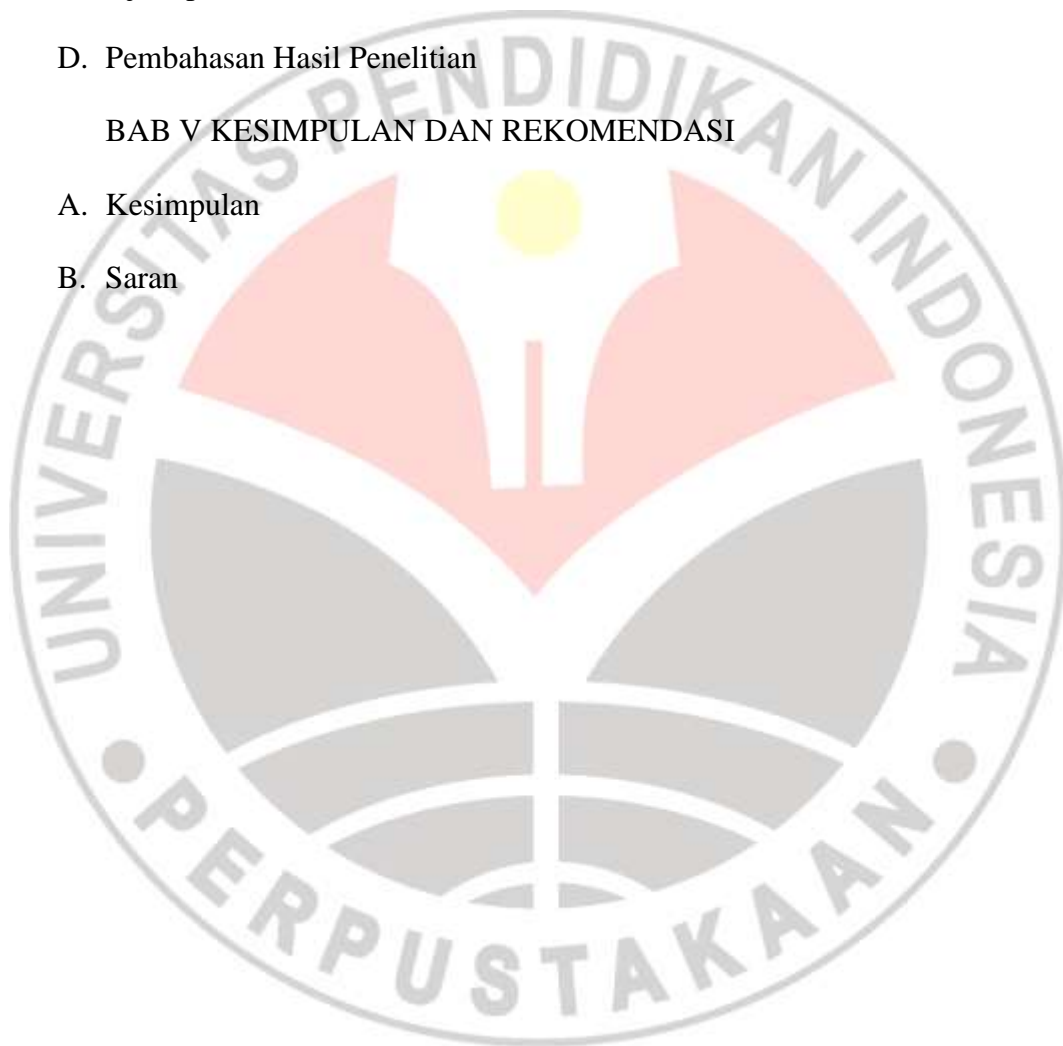 D. Pembahasan Hasil Penelitian
BAB V KESIMPULAN DAN REKOMENDASI
A. Kesimpulan
B. Saran
UNIVERSITAS PENDIDIKAN INDONESIA
PERPUSTAKAAN